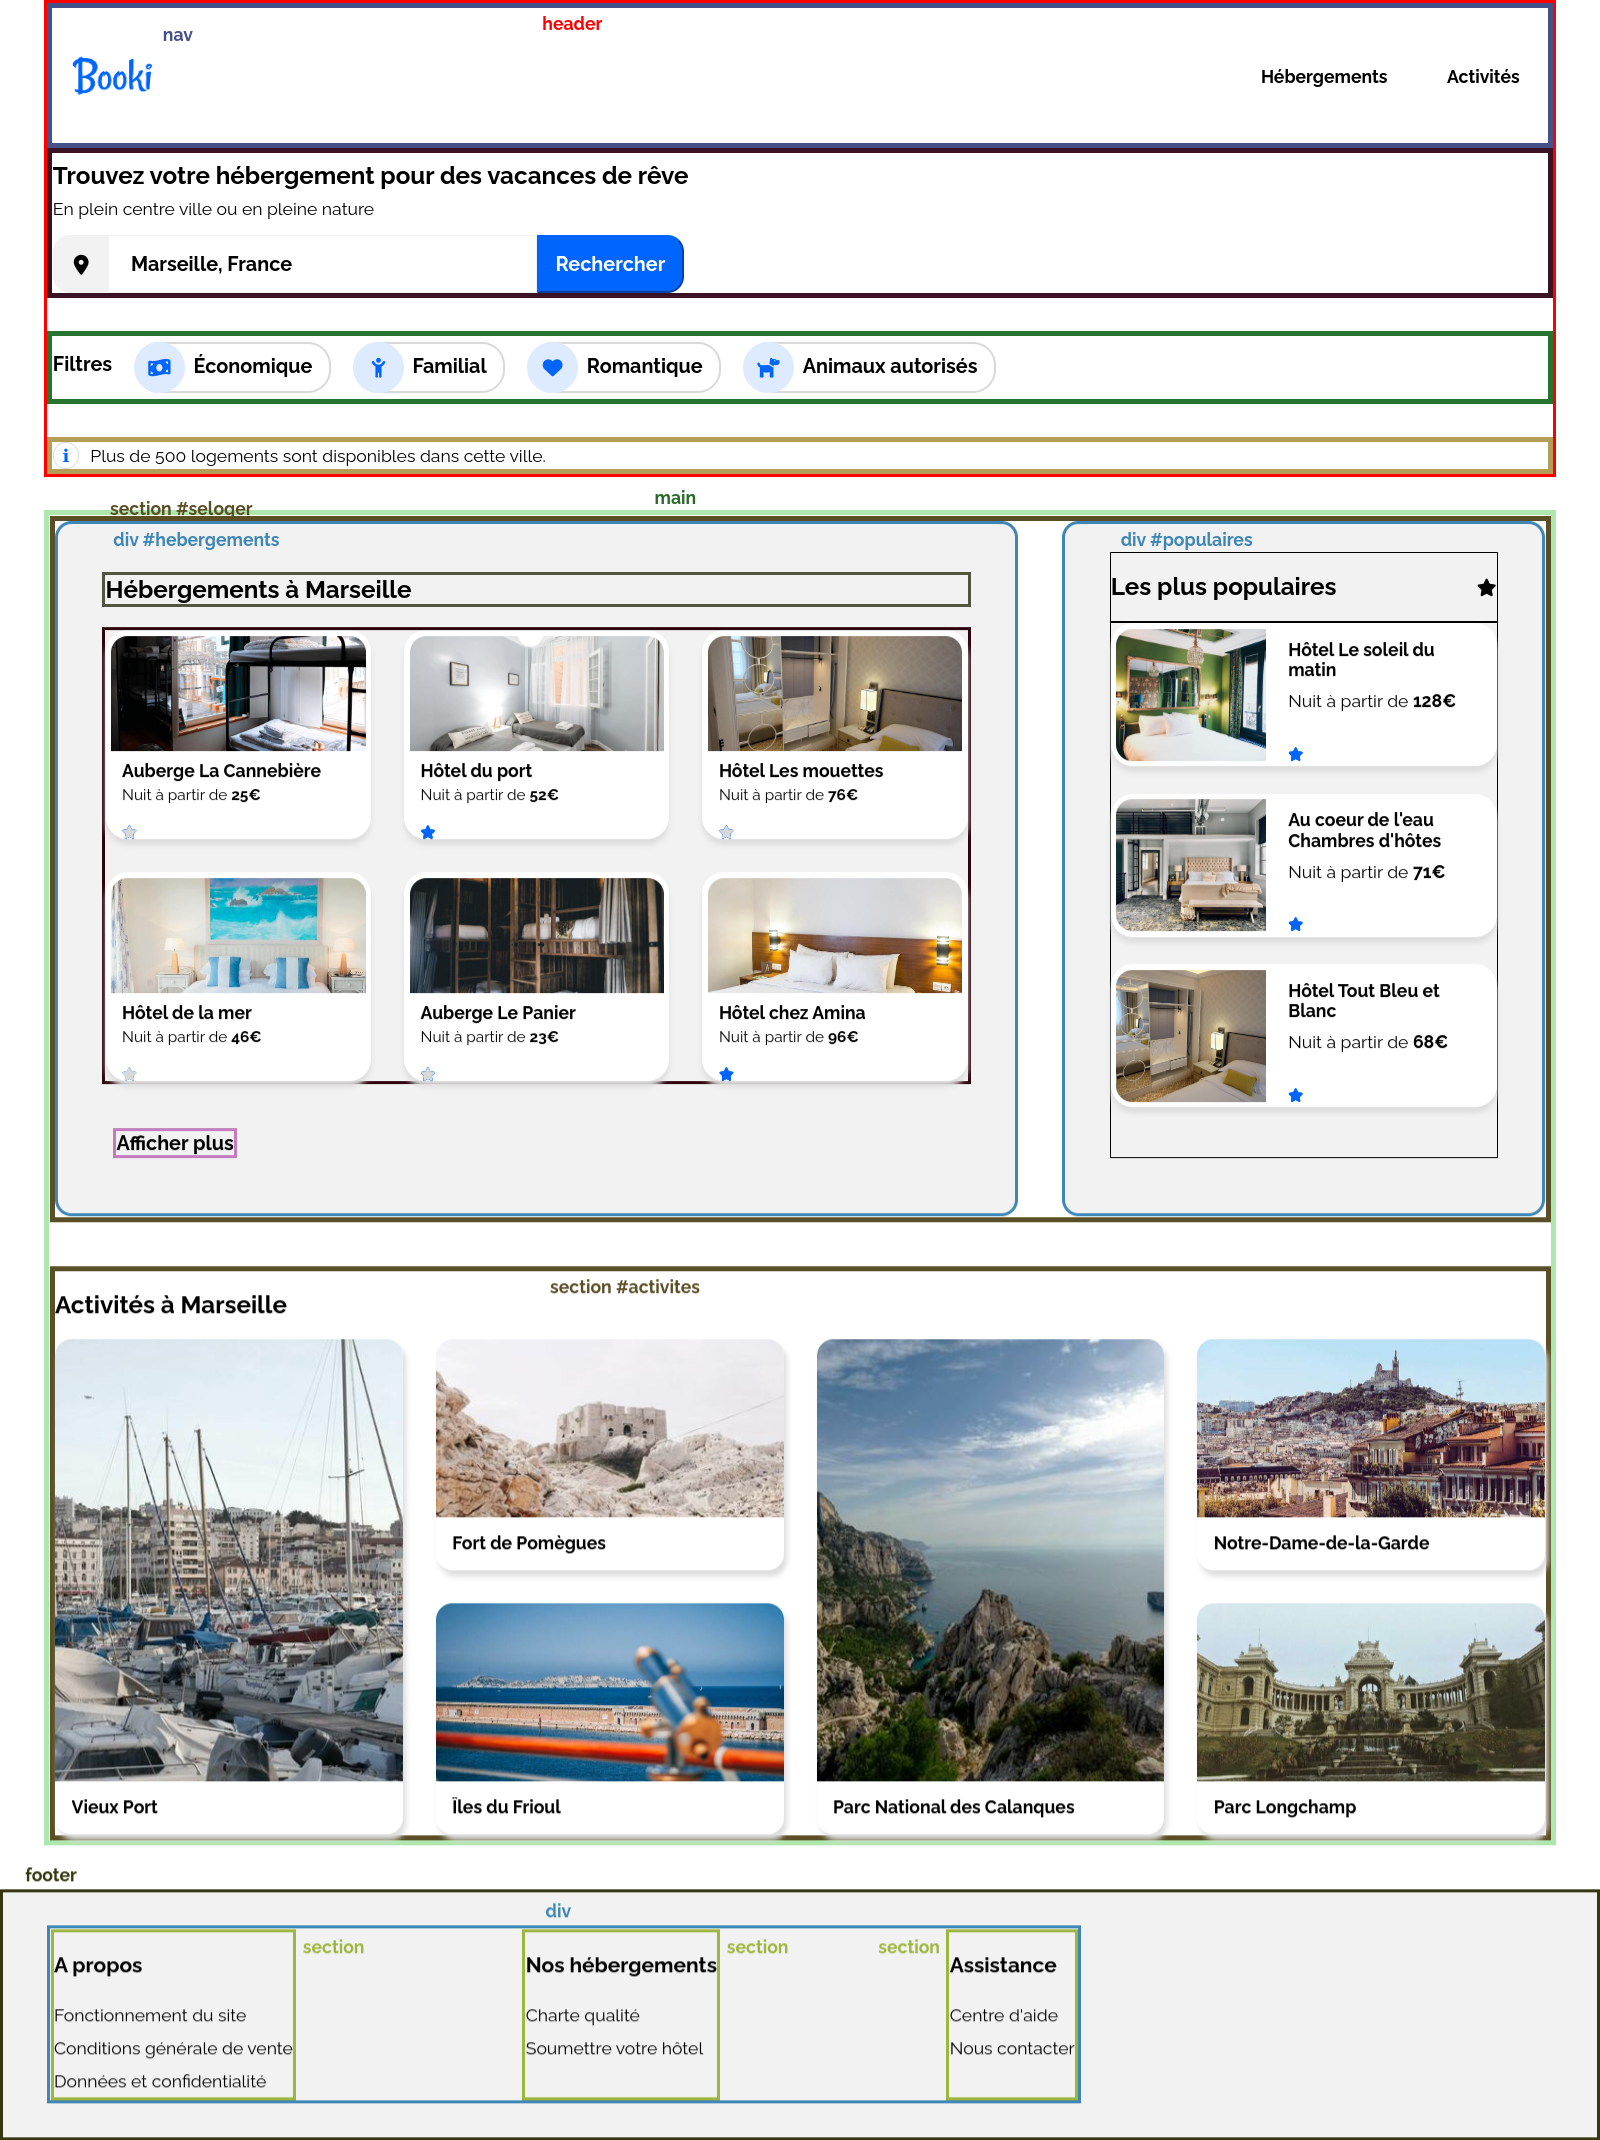 header
nav
Booki
Hébergements
Activités
Trouvez votre hébergement pour des vacances de rêve
En plein centre ville ou en pleine nature
Marseille, France
Rechercher
Filtres
Économique
Familial
Romantique
Animaux autorisés
Plus de 500 logements sont disponibles dans cette ville.
main
section #seloger
div #hebergements
Hébergements à Marseille
Auberge La Cannebière
Nuit à partir de 25€
Hôtel du port
Nuit à partir de 52€
Hôtel Les mouettes
Nuit à partir de 76€
Hôtel de la mer
Nuit à partir de 46€
Auberge Le Panier
Nuit à partir de 23€
Hôtel chez Amina
Nuit à partir de 96€
Afficher plus
div #populaires
Les plus populaires
Hôtel Le soleil du
matin
Nuit à partir de 128€
Au coeur de l'eau
Chambres d'hôtes
Nuit à partir de 71€
Hôtel Tout Bleu et
Blanc
Nuit à partir de 68€
section #activites
Activités à Marseille
Vieux Port
Fort de Pomègues
Îles du Frioul
Parc National des Calanques
Notre-Dame-de-la-Garde
Parc Longchamp
footer
div
section
A propos
Fonctionnement du site
Conditions générale de vente
Données et confidentialité
section
Nos hébergements
Charte qualité
Soumettre votre hôtel
section
Assistance
Centre d'aide
Nous contacter